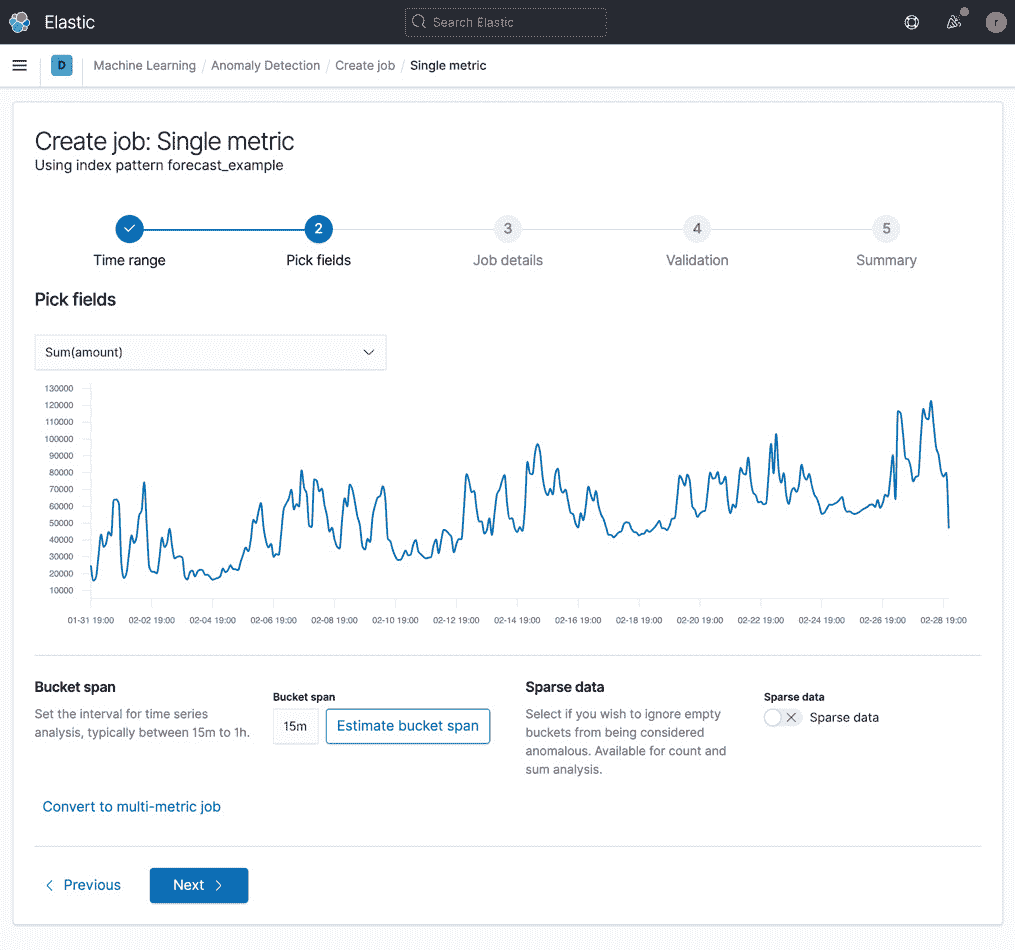 Elastic
Search Elastic
r
D
Machine Learning / Anomaly Detection / Create job / Single metric
Create job: Single metric
Using index pattern forecast_example
2
3
4
5
Time range
Pick fields
Job details
Validation
Summary
Pick fields
Sum(amount)
130000
120000
110000
100000
90000
80000
70000
60000
50000
40000
30000
20000
10000
01-31 19:00
02-02 19:00
02-04 19:00
02-06 19:00
02-08 19:00
02-10 19:00
02-12 19:00
02-14 19:00
02-16 19:00
02-18 19:00
02-20 19:00
02-22 19:00
02-24 19:00
02-26 19:00
02-28 19:00
Bucket span
Set the interval for time series
analysis, typically between 15m to 1h.
Bucket span
15m
Estimate bucket span
Sparse data
Select if you wish to ignore empty
buckets from being considered
anomalous. Available for count and
sum analysis.
Sparse data
Sparse data
Convert to multi-metric job
Previous
Next